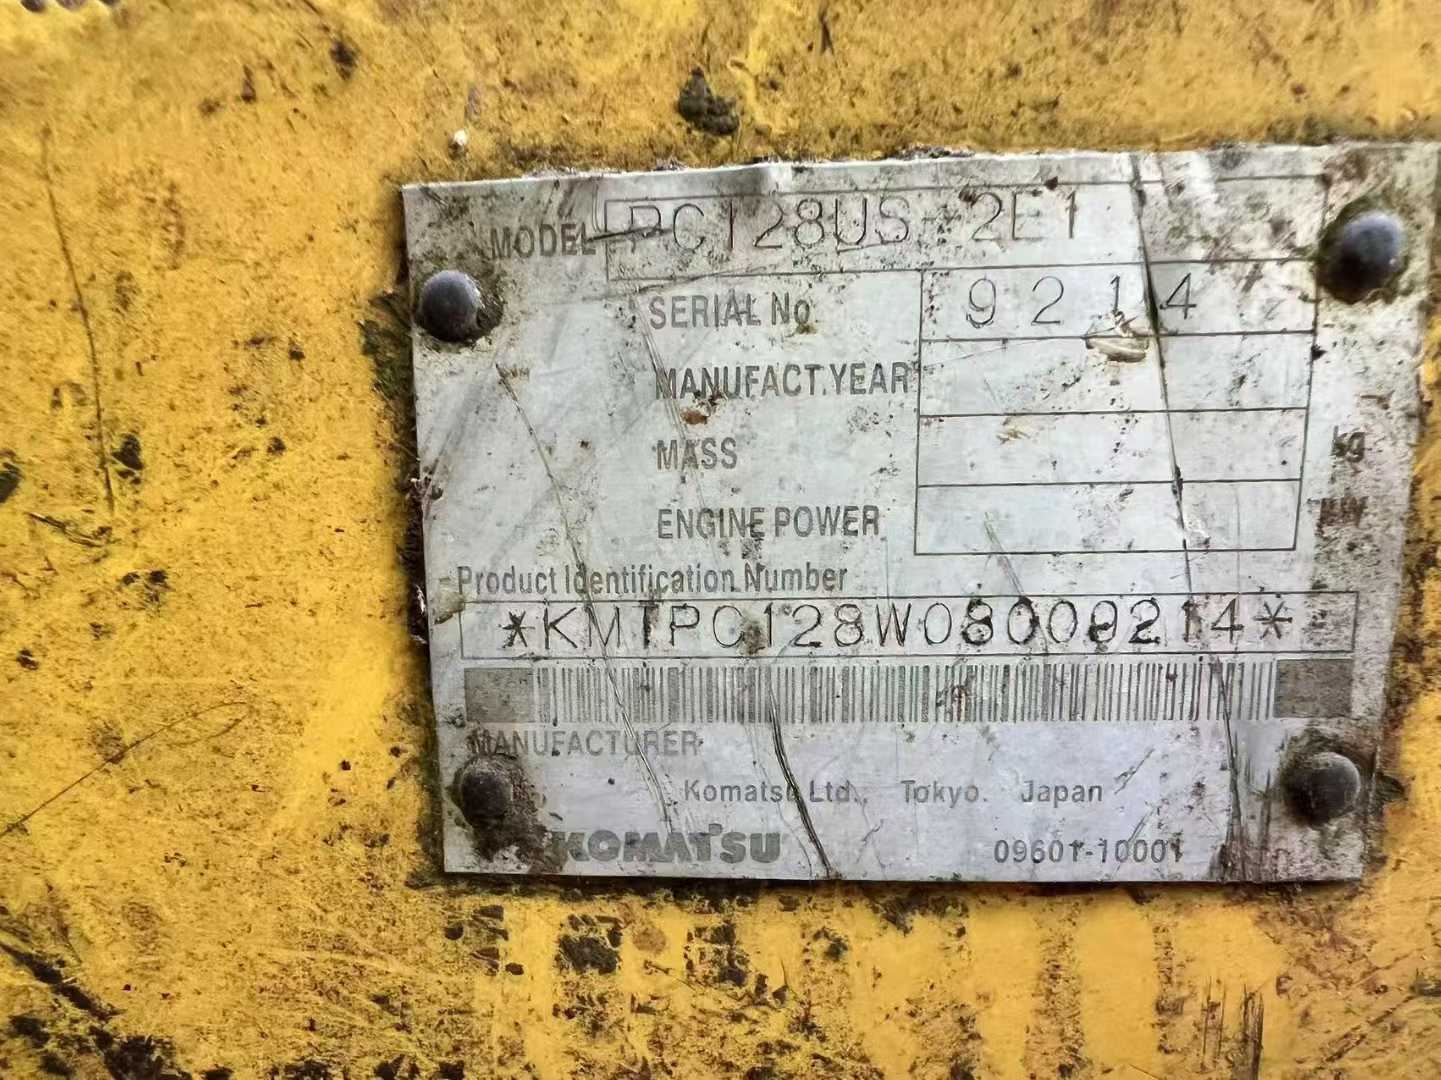 MODEL PC128US-2E1
SERIAL No 9214
MANUFACT.YEAR
MASS kg
ENGINE POWER kW
Product Identification Number
*KMTPC128W08009214*
MANUFACTURER
Komatsu Ltd., Tokyo. Japan
KOMATSU 09601-10001